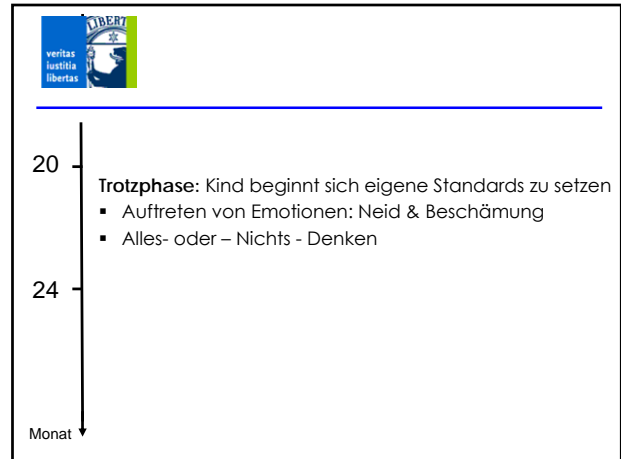 LIBERT
veritas
iustitia
libertas
20
Trotzphase: Kind beginnt sich eigene Standards zu setzen
▪ Auftreten von Emotionen: Neid & Beschämung
▪ Alles- oder – Nichts - Denken
24
Monat